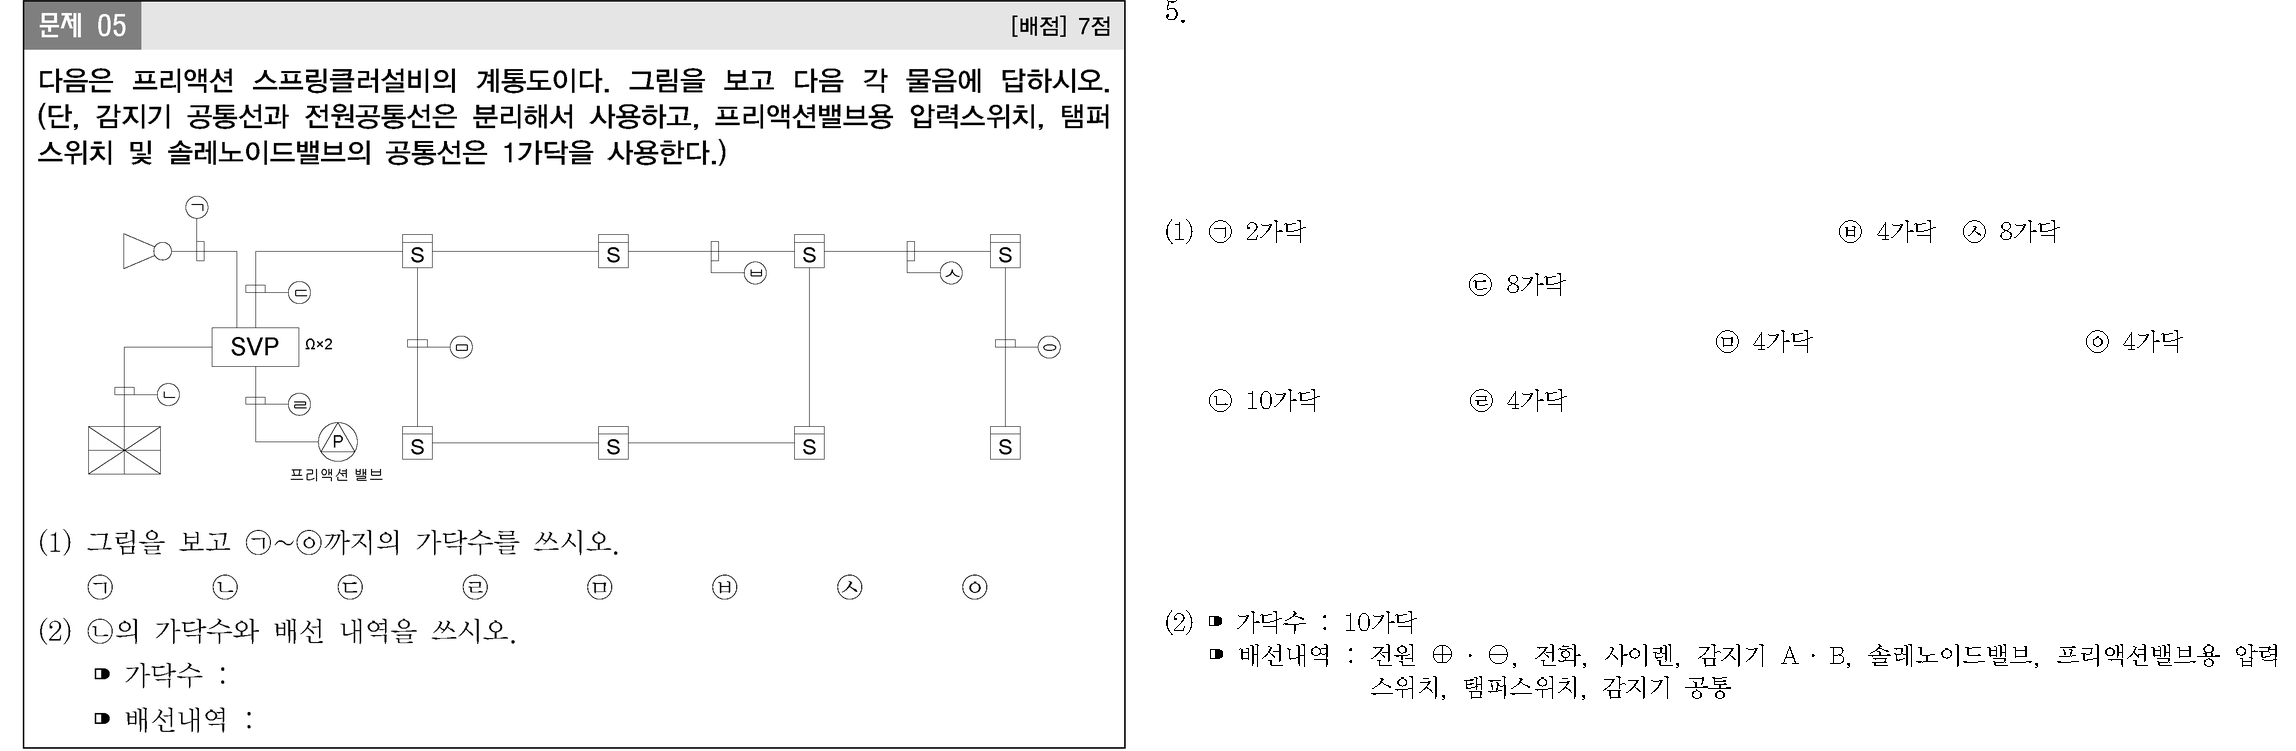 문제 05
[배점] 7점
다음은 프리액션 스프링클러설비의 계통도이다. 그림을 보고 다음 각 물음에 답하시오.
(단, 감지기 공통선과 전원공통선은 분리해서 사용하고, 프리액션밸브용 압력스위치, 탬퍼
스위치 및 솔레노이드밸브의 공통선은 1가닥을 사용한다.)
㉠
S S S S
㉥ ㉦
㉢
SVP Ω×2
㉤ ㉧
㉡ ㉣
P
S S S S
프리액션 밸브
(1) 그림을 보고 ㉠~㉧까지의 가닥수를 쓰시오.
㉠ ㉡ ㉢ ㉣ ㉤ ㉥ ㉦ ㉧
(2) ㉡의 가닥수와 배선 내역을 쓰시오.
가닥수 :
배선내역 :
5.
(1) ㉠ 2가닥 ㉥ 4가닥 ㉦ 8가닥
㉢ 8가닥
㉤ 4가닥 ㉧ 4가닥
㉡ 10가닥 ㉣ 4가닥
(2) 가닥수 : 10가닥
배선내역 : 전원 ⊕ · ⊖, 전화, 사이렌, 감지기 A · B, 솔레노이드밸브, 프리액션밸브용 압력
스위치, 탬퍼스위치, 감지기 공통